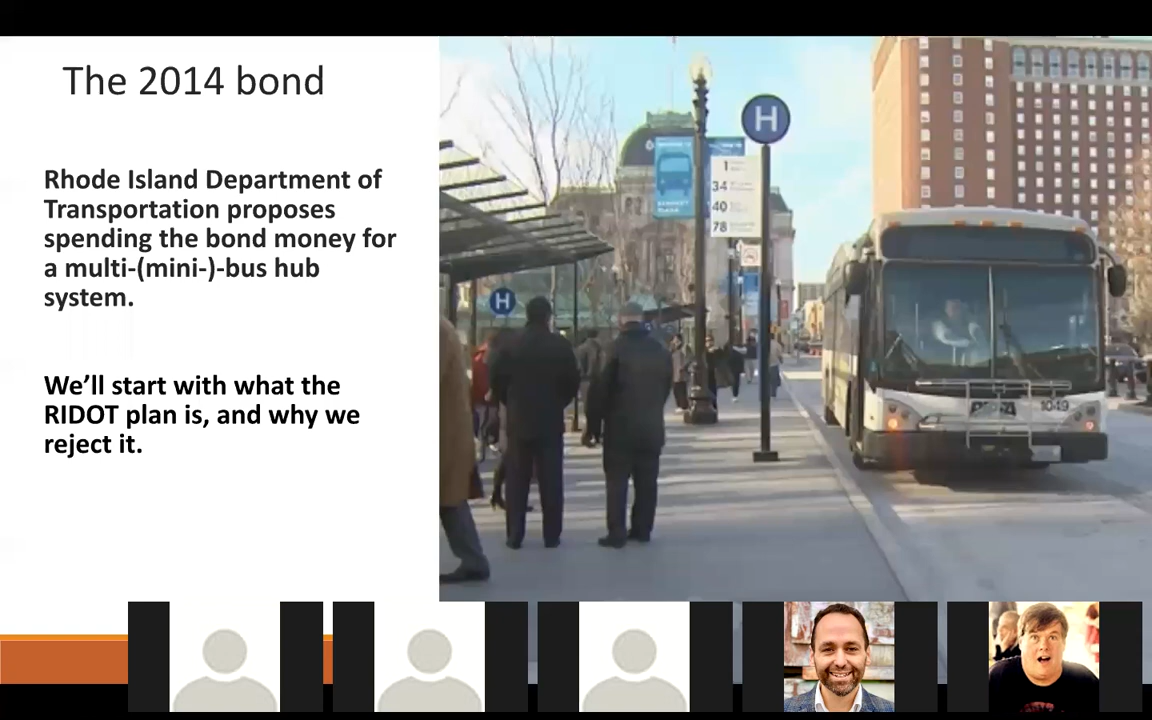 The 2014 bond
Rhode Island Department of
Transportation proposes
spending the bond money for
a multi-(mini-)-bus hub
system.
We’ll start with what the
RIDOT plan is, and why we
reject it.
H
1
34
40
78
H
1049